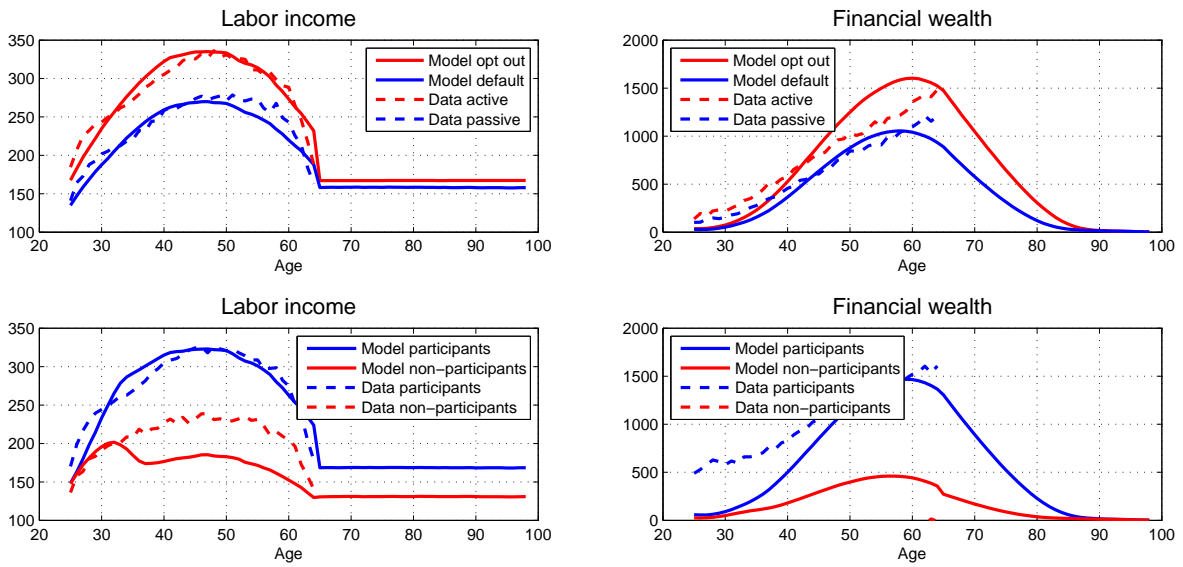 Labor income
350
300
250
200
150
100
20 30 40 50 60 70 80 90 100
Age
Model opt out
Model default
Data active
Data passive
Financial wealth
2000
1500
1000
500
0
20 30 40 50 60 70 80 90 100
Age
Model opt out
Model default
Data active
Data passive
Labor income
350
300
250
200
150
100
20 30 40 50 60 70 80 90 100
Age
Model participants
Model non−participants
Data participants
Data non−participants
Financial wealth
2000
1500
1000
500
0
20 30 40 50 60 70 80 90 100
Age
Model participants
Model non−participants
Data participants
Data non−participants